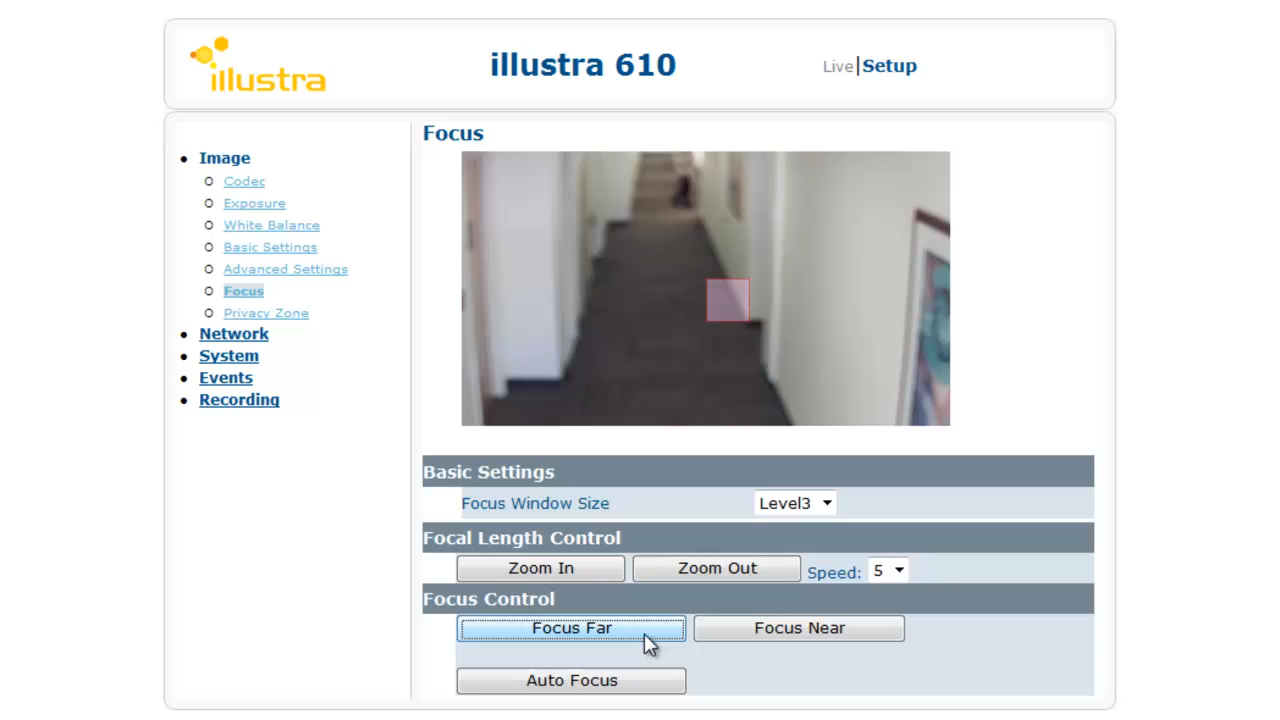 illustra
illustra 610
Live|Setup
Focus
Image
Codec
Exposure
White Balance
Basic Settings
Advanced Settings
Focus
Privacy Zone
Network
System
Events
Recording
Basic Settings
Focus Window Size Level3
Focal Length Control
Zoom In Zoom Out Speed: 5
Focus Control
Focus Far Focus Near
Auto Focus